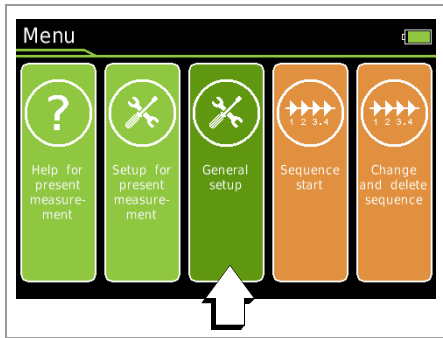 Menu
?
Help for
present
measure-
ment
Setup for
present
measure-
ment
General
setup
1 2 3.4
Sequence
start
1 2 3.4
Change
and delete
sequence